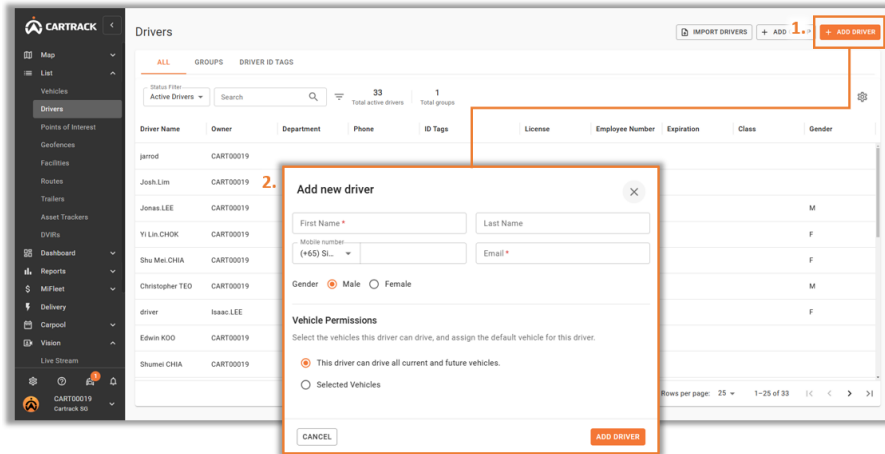 CARTRACK
Map
List
Vehicles
Drivers
Points of Interest
Geofences
Facilities
Routes
Trailers
Asset Trackers
DVIRs
Dashboard
Reports
MiFleet
Delivery
Carpool
Vision
Live Stream
1
CART00019
Cartrack SG
Drivers
IMPORT DRIVERS
+ ADD
1.
+ ADD DRIVER
ALL GROUPS DRIVER ID TAGS
Status Filter
Active Drivers
Search
33
Total active drivers
1
Total groups
Driver Name Owner Department Phone ID Tags License Employee Number Expiration Class Gender
jarrod CART00019
Josh.Lim CART00019
Jonas.LEE CART00019 M
Yi Lin.CHOK CART00019 F
Shu Mei.CHIA CART00019 F
Christopher TEO CART00019 M
driver Isaac.LEE F
Edwin KOO CART00019
Shumei CHIA CART00019
Rows per page: 25 1–25 of 33
2.
Add new driver
First Name *
Last Name
Mobile number
(+65) Si...
Email *
Gender Male Female
Vehicle Permissions
Select the vehicles this driver can drive, and assign the default vehicle for this driver.
This driver can drive all current and future vehicles.
Selected Vehicles
CANCEL
ADD DRIVER